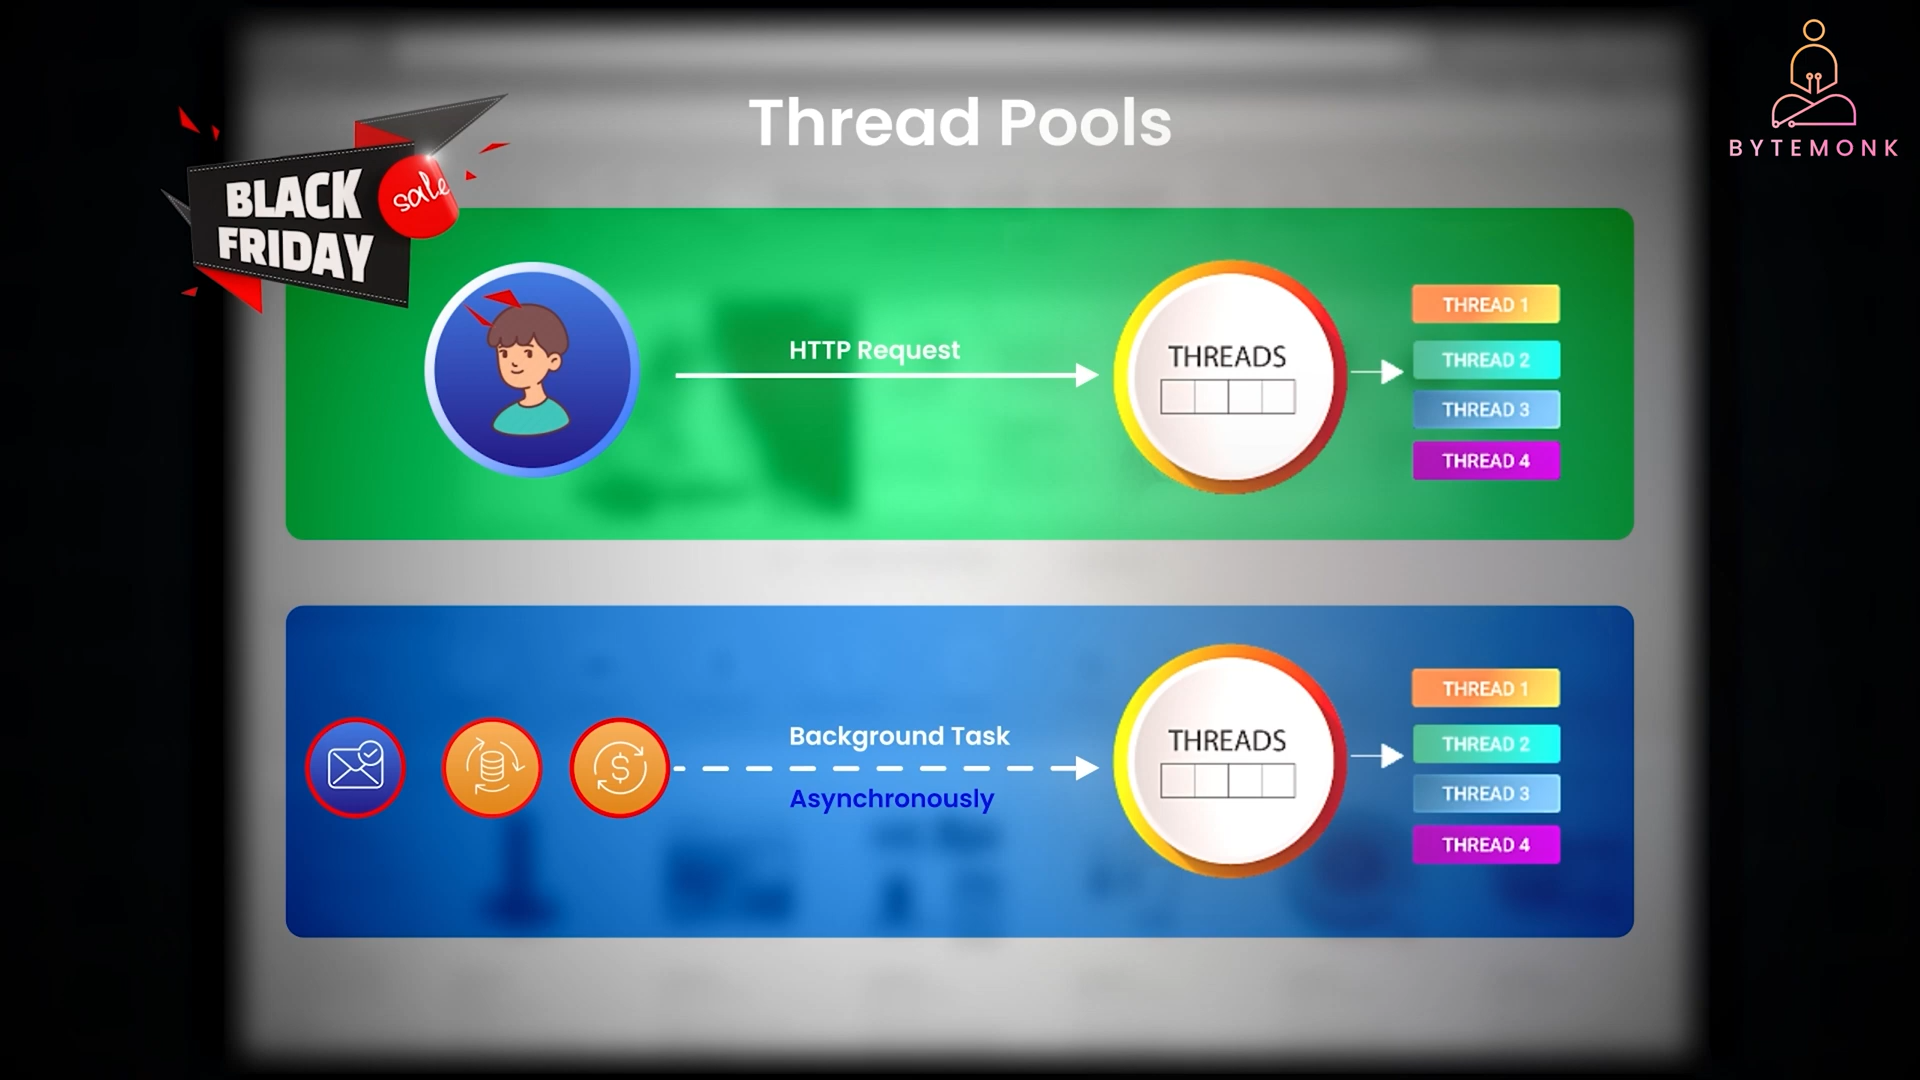 Thread Pools
BYTEMONK
BLACK
FRIDAY
sale
HTTP Request
THREADS
THREAD 1
THREAD 2
THREAD 3
THREAD 4
Background Task
Asynchronously
THREADS
THREAD 1
THREAD 2
THREAD 3
THREAD 4